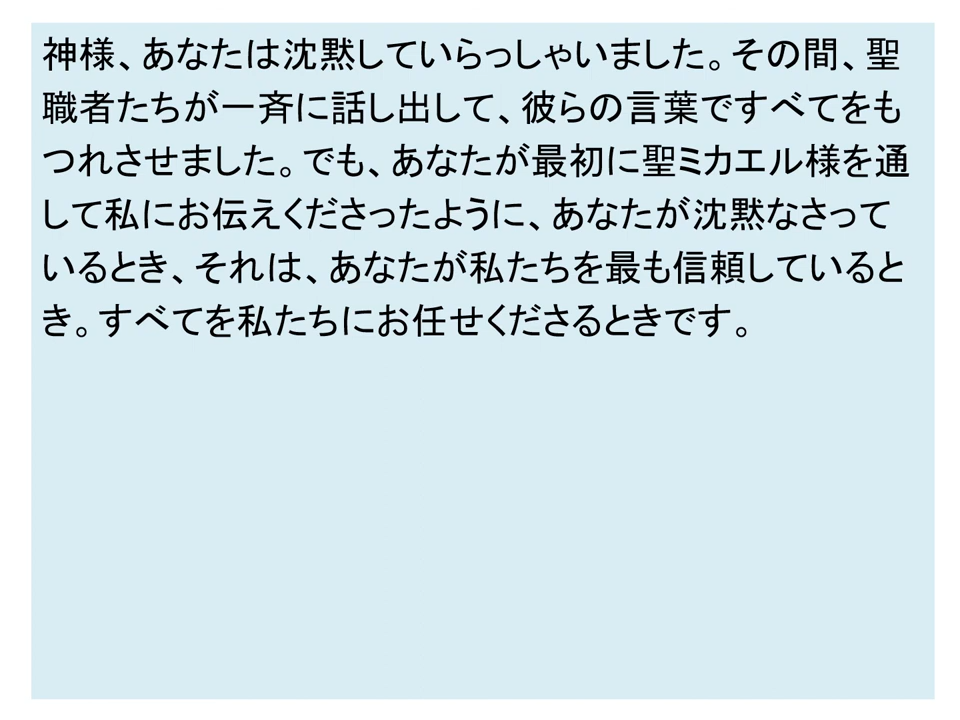 神様、あなたは沈黙していらっしゃいました。その間、聖
職者たちが一斉に話し出して、彼らの言葉ですべてをも
つれさせました。でも、あなたが最初に聖ミカエル様を通
して私にお伝えくださったように、あなたが沈黙なさって
いるとき、それは、あなたが私たちを最も信頼していると
き。すべてを私たちにお任せくださるときです。